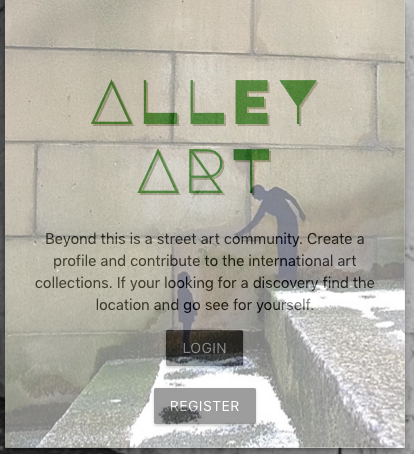 ALLEY
ART
Beyond this is a street art community. Create a
profile and contribute to the international art
collections. If your looking for a discovery find the
location and go see for yourself.
LOGIN
REGISTER